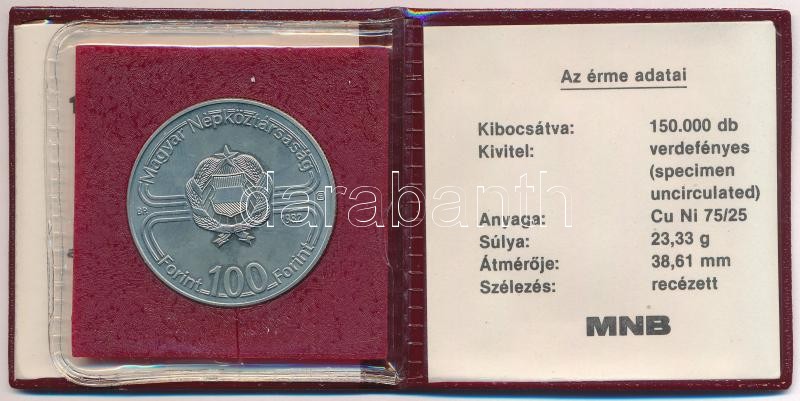 Magyar Népköztársaság
BP. 1982
Forint 100 Forint
darabanth
Az érme adatai
Kibocsátva: 150.000 db
Kivitel: verdefényes
(specimen
uncirculated)
Anyaga: Cu Ni 75/25
Súlya: 23,33 g
Átmérője: 38,61 mm
Szélezés: recézett
MNB